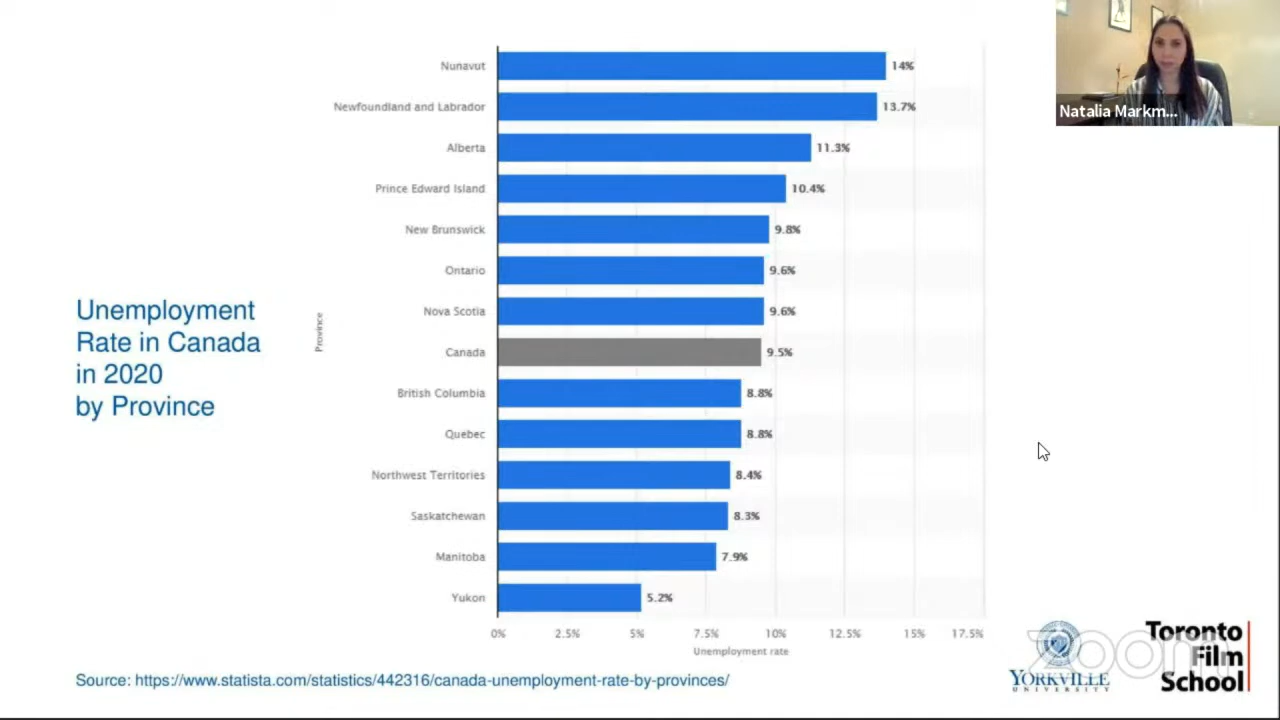 Natalia Markm...
Unemployment
Rate in Canada
in 2020
by Province
Province
Nunavut 14%
Newfoundland and Labrador 13.7%
Alberta 11.3%
Prince Edward Island 10.4%
New Brunswick 9.8%
Ontario 9.6%
Nova Scotia 9.6%
Canada 9.5%
British Columbia 8.8%
Quebec 8.8%
Northwest Territories 8.4%
Saskatchewan 8.3%
Manitoba 7.9%
Yukon 5.2%
0% 2.5% 5% 7.5% 10% 12.5% 15% 17.5%
Unemployment rate
Source: https://www.statista.com/statistics/442316/canada-unemployment-rate-by-provinces/
YORKVILLE
UNIVERSITY
zoom
Toronto
Film
School